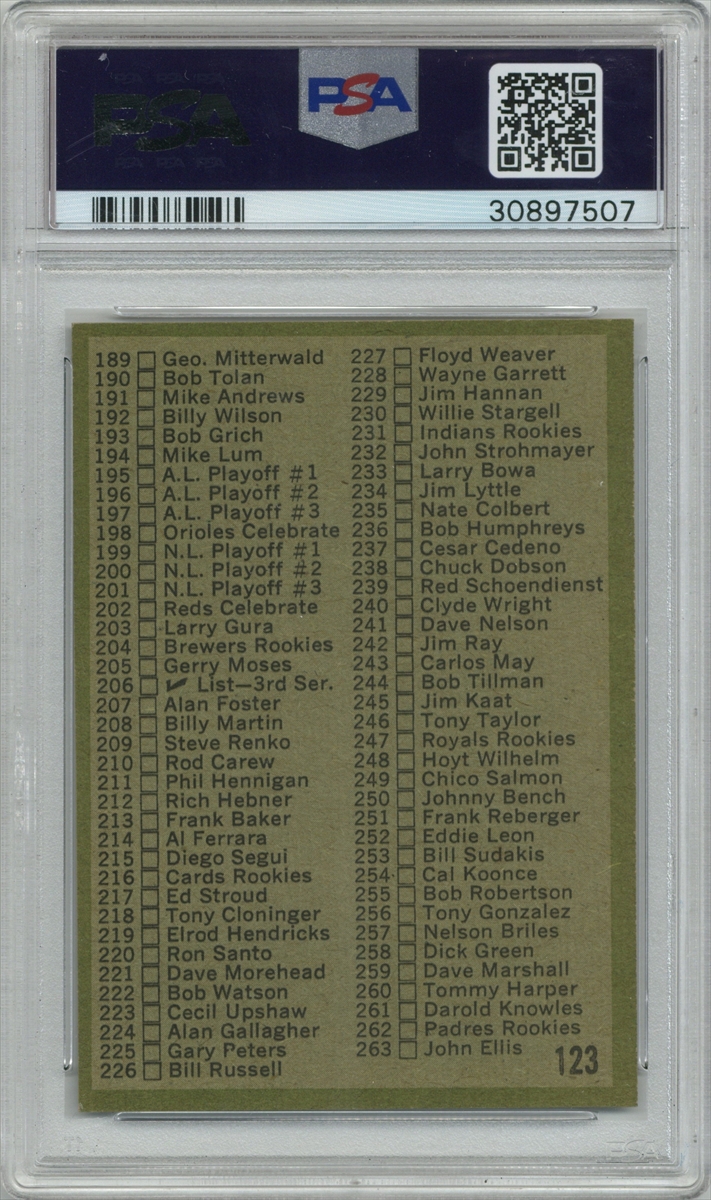 PSA
PSA PSA PSA
PSA
PSA PSA PSA
30897507
189 Geo. Mitterwald
190 Bob Tolan
191 Mike Andrews
192 Billy Wilson
193 Bob Grich
194 Mike Lum
195 A.L. Playoff #1
196 A.L. Playoff #2
197 A.L. Playoff #3
198 Orioles Celebrate
199 N.L. Playoff #1
200 N.L. Playoff #2
201 N.L. Playoff #3
202 Reds Celebrate
203 Larry Gura
204 Brewers Rookies
205 Gerry Moses
206 ✓ List—3rd Ser.
207 Alan Foster
208 Billy Martin
209 Steve Renko
210 Rod Carew
211 Phil Hennigan
212 Rich Hebner
213 Frank Baker
214 Al Ferrara
215 Diego Segui
216 Cards Rookies
217 Ed Stroud
218 Tony Cloninger
219 Elrod Hendricks
220 Ron Santo
221 Dave Morehead
222 Bob Watson
223 Cecil Upshaw
224 Alan Gallagher
225 Gary Peters
226 Bill Russell
227 Floyd Weaver
228 Wayne Garrett
229 Jim Hannan
230 Willie Stargell
231 Indians Rookies
232 John Strohmayer
233 Larry Bowa
234 Jim Lyttle
235 Nate Colbert
236 Bob Humphreys
237 Cesar Cedeno
238 Chuck Dobson
239 Red Schoendienst
240 Clyde Wright
241 Dave Nelson
242 Jim Ray
243 Carlos May
244 Bob Tillman
245 Jim Kaat
246 Tony Taylor
247 Royals Rookies
248 Hoyt Wilhelm
249 Chico Salmon
250 Johnny Bench
251 Frank Reberger
252 Eddie Leon
253 Bill Sudakis
254 Cal Koonce
255 Bob Robertson
256 Tony Gonzalez
257 Nelson Briles
258 Dick Green
259 Dave Marshall
260 Tommy Harper
261 Darold Knowles
262 Padres Rookies
263 John Ellis
123
PSA